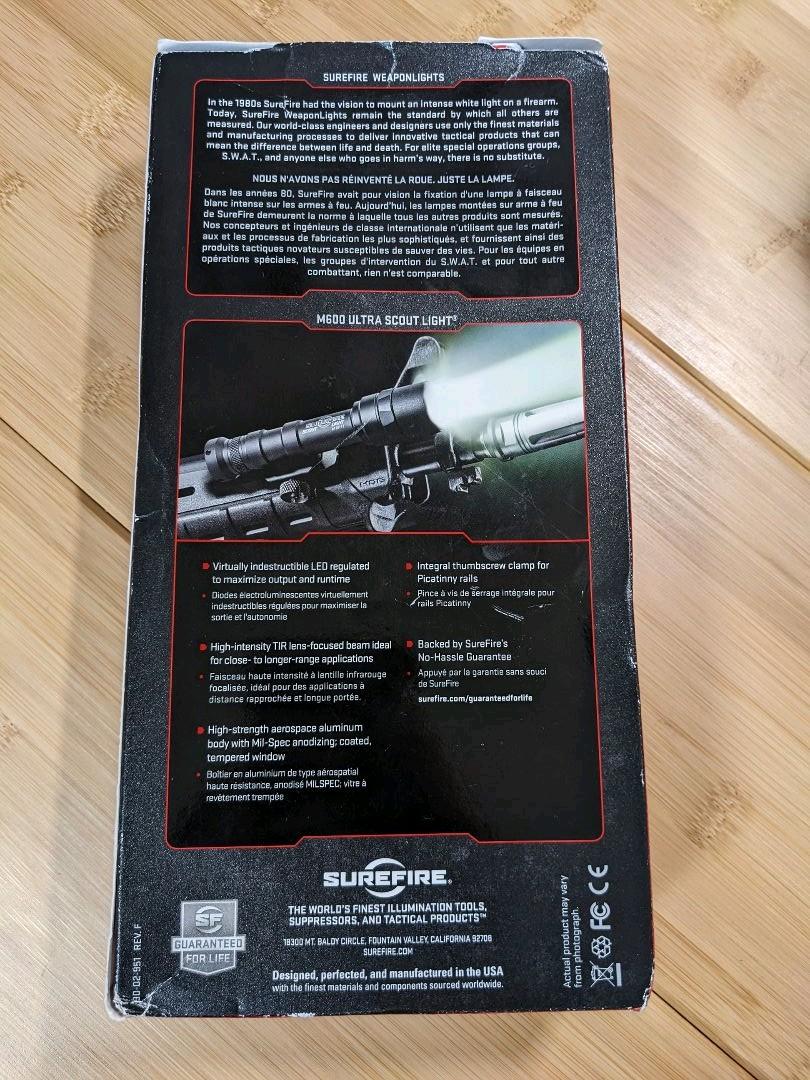 SUREFIRE WEAPONLIGHTS
In the 1980s SureFire had the vision to mount an intense white light on a firearm.
Today, SureFire WeaponLights remain the standard by which all others are
measured. Our world-class engineers and designers use only the finest materials
and manufacturing processes to deliver innovative tactical products that can
mean the difference between life and death. For elite special operations groups,
S.W.A.T., and anyone else who goes in harm's way, there is no substitute.
NOUS N'AVONS PAS RÉINVENTÉ LA ROUE. JUSTE LA LAMPE.
Dans les années 80, SureFire avait pour vision la fixation d'une lampe à faisceau
blanc intense sur les armes à feu. Aujourd'hui, les lampes montées sur arme à feu
de SureFire demeurent la norme à laquelle tous les autres produits sont mesurés.
Nos concepteurs et ingénieurs de classe internationale n'utilisent que les matéri-
aux et les processus de fabrication les plus sophistiqués, et fournissent ainsi des
produits tactiques novateurs susceptibles de sauver des vies. Pour les équipes en
opérations spéciales, les groupes d'intervention du S.W.A.T. et pour tout autre
combattant, rien n'est comparable.
M600 ULTRA SCOUT LIGHT®
Virtually indestructible LED regulated
to maximize output and runtime
• Diodes électroluminescentes virtuellement
indestructibles régulées pour maximiser la
sortie et l'autonomie
High-intensity TIR lens-focused beam ideal
for close- to longer-range applications
• Faisceau haute intensité à lentille infrarouge
focalisée, idéal pour des applications à
distance rapprochée et longue portée.
High-strength aerospace aluminum
body with Mil-Spec anodizing; coated,
tempered window
• Boîtier en aluminium de type aérospatial
haute résistance, anodisé MILSPEC; vitre à
revêtement trempée
Integral thumbscrew clamp for
Picatinny rails
• Pince à vis de serrage intégrale pour
rails Picatinny
Backed by SureFire's
No-Hassle Guarantee
• Appuyé par la garantie sans souci
de SureFire
surefire.com/guaranteedforlife
SUREFIRE®
THE WORLD'S FINEST ILLUMINATION TOOLS,
SUPPRESSORS, AND TACTICAL PRODUCTS™
18300 MT. BALDY CIRCLE, FOUNTAIN VALLEY, CALIFORNIA 92708
SUREFIRE.COM
Designed, perfected, and manufactured in the USA
with the finest materials and components sourced worldwide.
SF
GUARANTEED
FOR LIFE
90-02-951 REV. F
Actual product may vary
from photograph.
FC CE